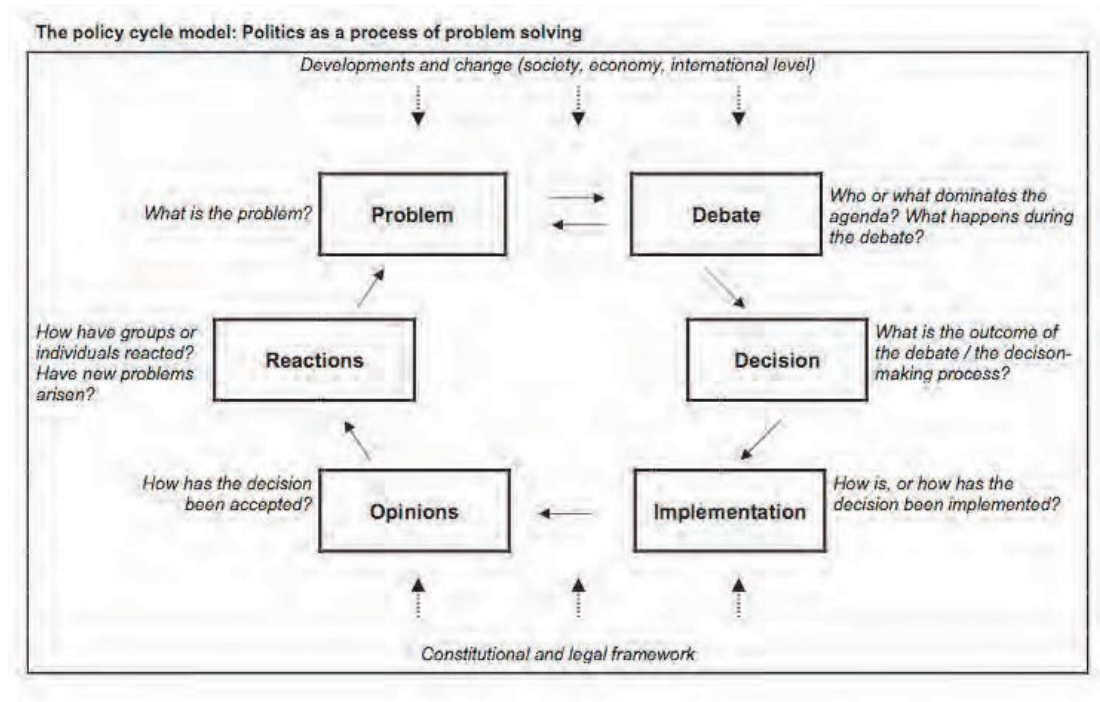 The policy cycle model: Politics as a process of problem solving
Developments and change (society, economy, international level)
What is the problem?
Problem
Debate
Who or what dominates the
agenda? What happens during
the debate?
How have groups or
individuals reacted?
Have new problems
arisen?
Reactions
Decision
What is the outcome of
the debate / the decison-
making process?
How has the decision
been accepted?
Opinions
Implementation
How is, or how has the
decision been implemented?
Constitutional and legal framework